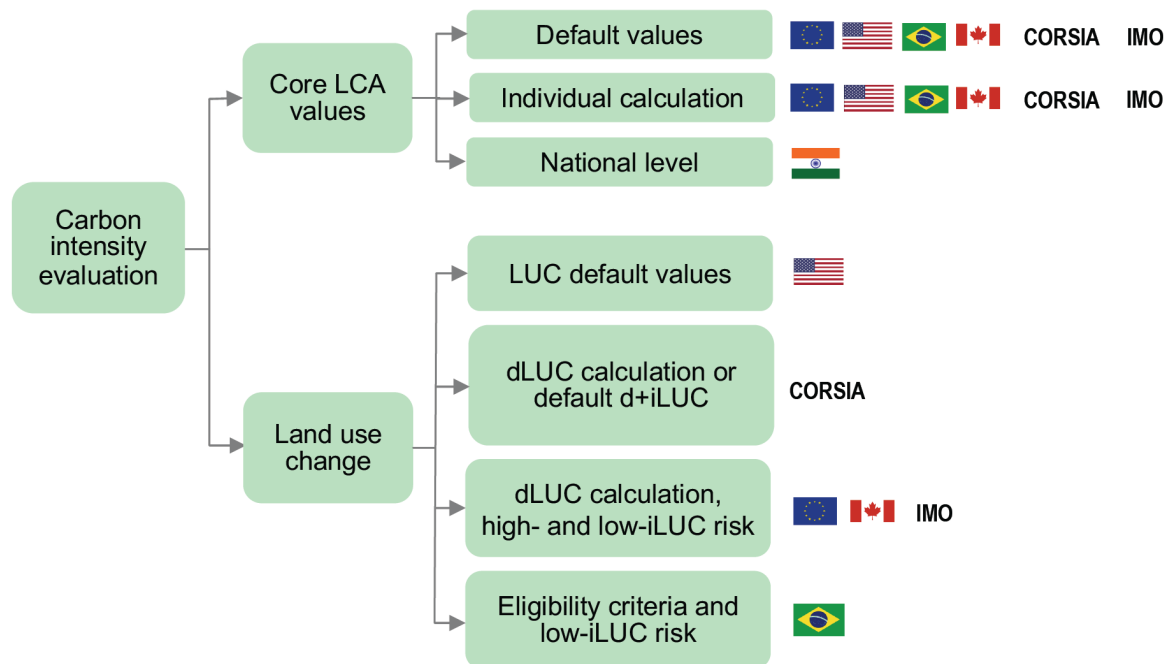 Default values
CORSIA IMO
Core LCA
values
Individual calculation
CORSIA IMO
National level
Carbon
intensity
evaluation
LUC default values
dLUC calculation or
default d+iLUC
CORSIA
Land use
change
dLUC calculation,
high- and low-iLUC risk
IMO
Eligibility criteria and
low-iLUC risk